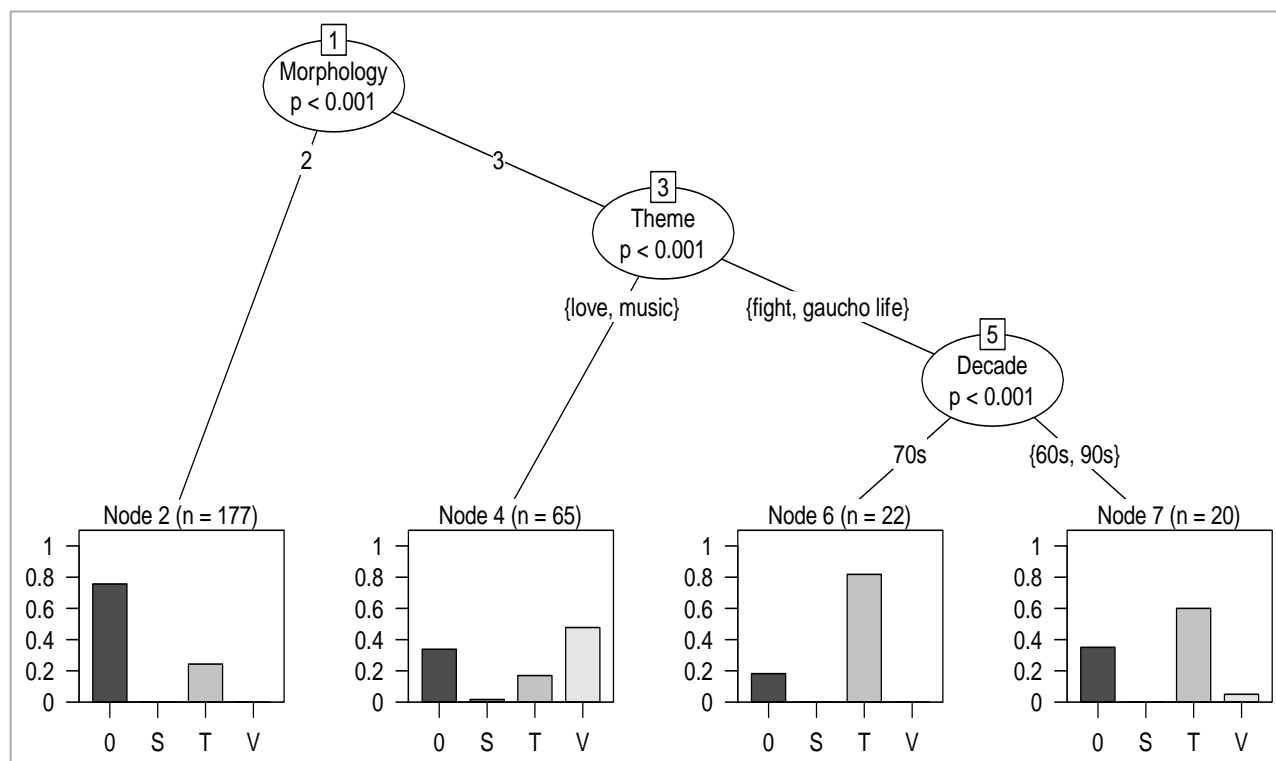 1
Morphology
p < 0.001
2
3
3
Theme
p < 0.001
{love, music}
{fight, gaucho life}
5
Decade
p < 0.001
70s
{60s, 90s}
Node 2 (n = 177)
1
0.8
0.6
0.4
0.2
0
0 S T V
Node 4 (n = 65)
1
0.8
0.6
0.4
0.2
0
0 S T V
Node 6 (n = 22)
1
0.8
0.6
0.4
0.2
0
0 S T V
Node 7 (n = 20)
1
0.8
0.6
0.4
0.2
0
0 S T V